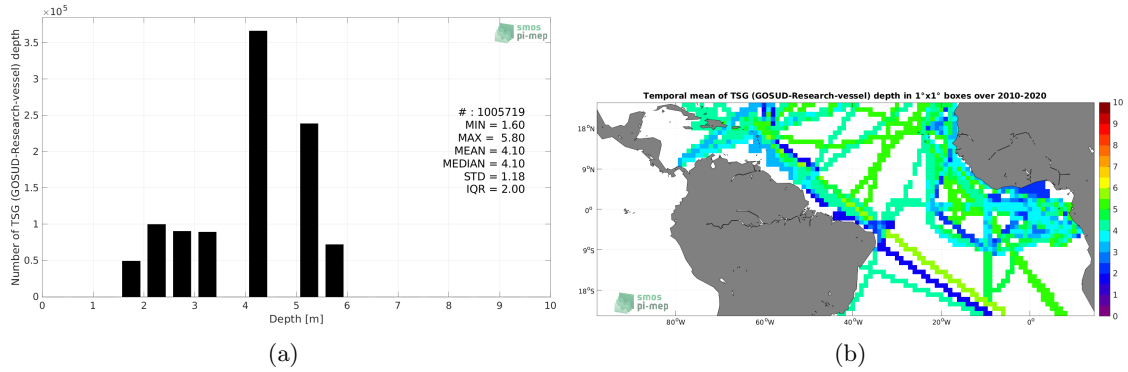 ×10⁵
smos
pi-mep
Number of TSG (GOSUD-Research-vessel) depth
3.5
3
2.5
2
1.5
1
0.5
0
# : 1005719
MIN = 1.60
MAX = 5.80
MEAN = 4.10
MEDIAN = 4.10
STD = 1.18
IQR = 2.00
0 1 2 3 4 5 6 7 8 9 10
Depth [m]
(a)
Temporal mean of TSG (GOSUD-Research-vessel) depth in 1°x1° boxes over 2010-2020
18°N
9°N
0°
9°S
18°S
smos
pi-mep
80°W 60°W 40°W 20°W 0°
10
9
8
7
6
5
4
3
2
1
0
(b)